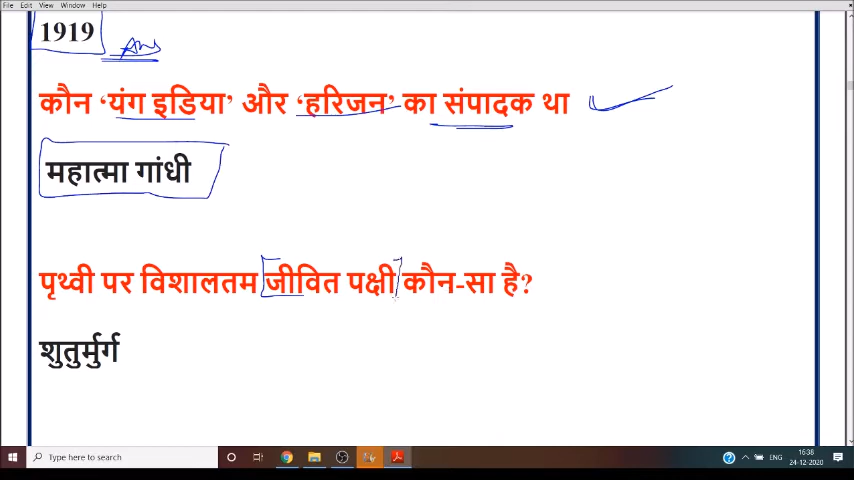 File Edit View Window Help
1919
Ans
कौन ‘यंग इडिया’ और ‘हरिजन’ का संपादक था
महात्मा गांधी
पृथ्वी पर विशालतम जीवित पक्षी कौन-सा है?
शुतुर्मुर्ग
Type here to search
ENG
16:38
24-12-2020